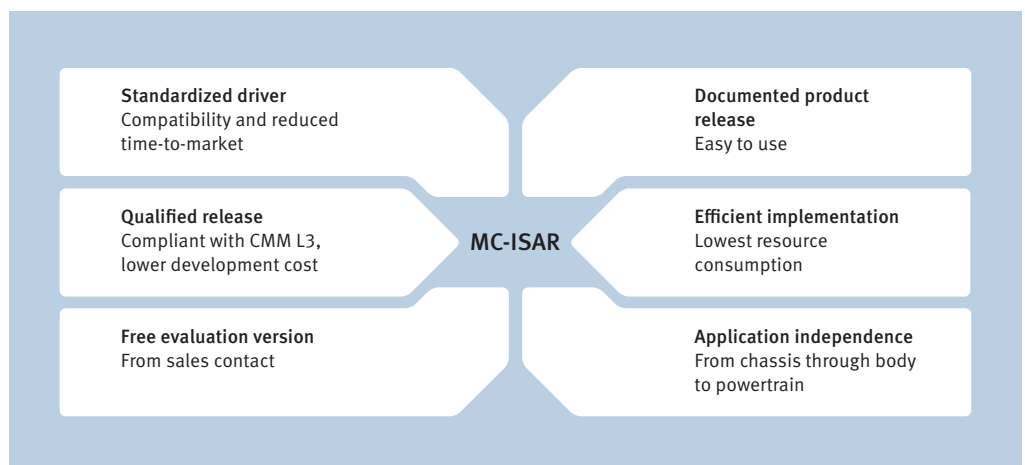 Standardized driver
Compatibility and reduced
time-to-market
Documented product
release
Easy to use
Qualified release
Compliant with CMM L3,
lower development cost
MC-ISAR
Efficient implementation
Lowest resource
consumption
Free evaluation version
From sales contact
Application independence
From chassis through body
to powertrain